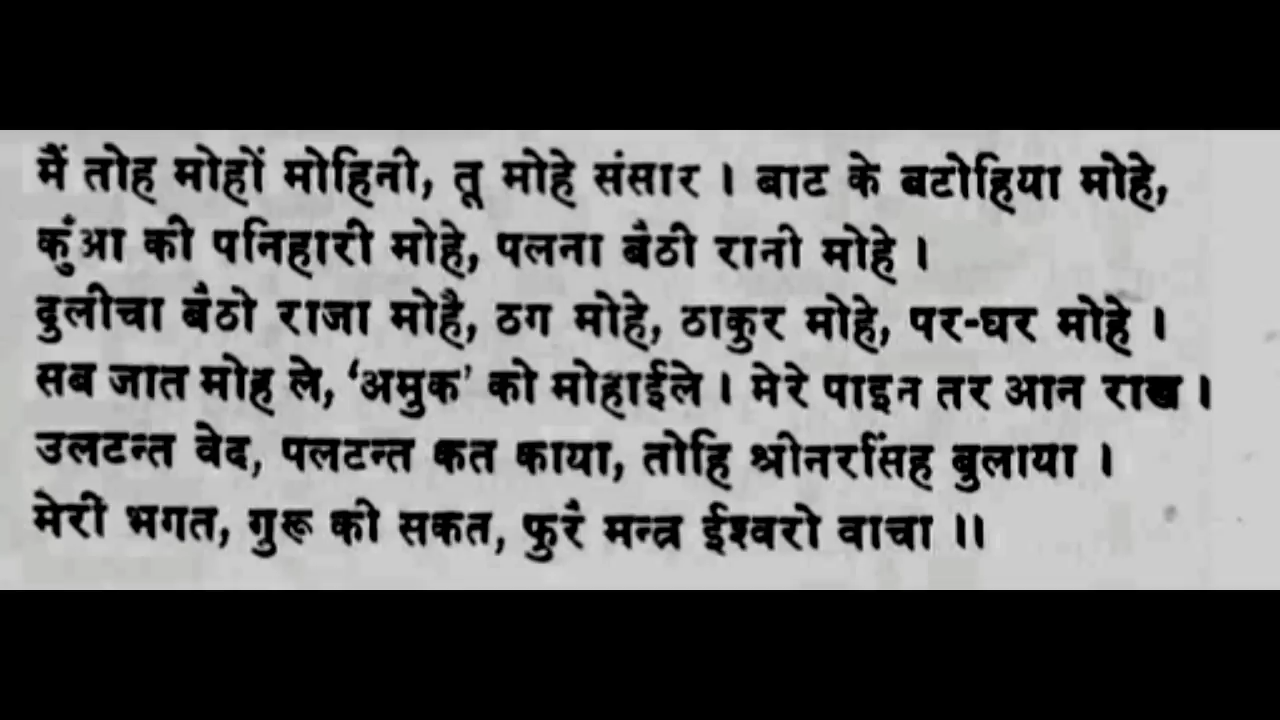 मैं तोह मोहों मोहिनी, तू मोहे संसार । बाट के बटोहिया मोहे,
कुंआ की पनिहारी मोहे, पलना बैठी रानी मोहे ।
दुलीचा बैठो राजा मोहै, ठग मोहे, ठाकुर मोहे, पर-घर मोहे ।
सब जात मोह ले, ‘अमुक’ को मोहाईले । मेरे पाइन तर आन राख ।
उलटन्त वेद, पलटन्त कत काया, तोहि श्रीनरसिंह बुलाया ।
मेरी भगत, गुरू की सकत, फुरै मन्त्र ईश्वरो वाचा ॥